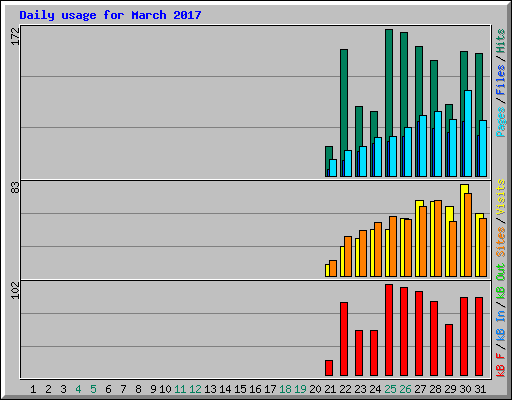 Daily usage for March 2017
172
Pages / Files / Hits
83
Sites / Visits
102
kB F / kB In / kB Out
1 2 3 4 5 6 7 8 9 10 11 12 13 14 15 16 17 18 19 20 21 22 23 24 25 26 27 28 29 30 31